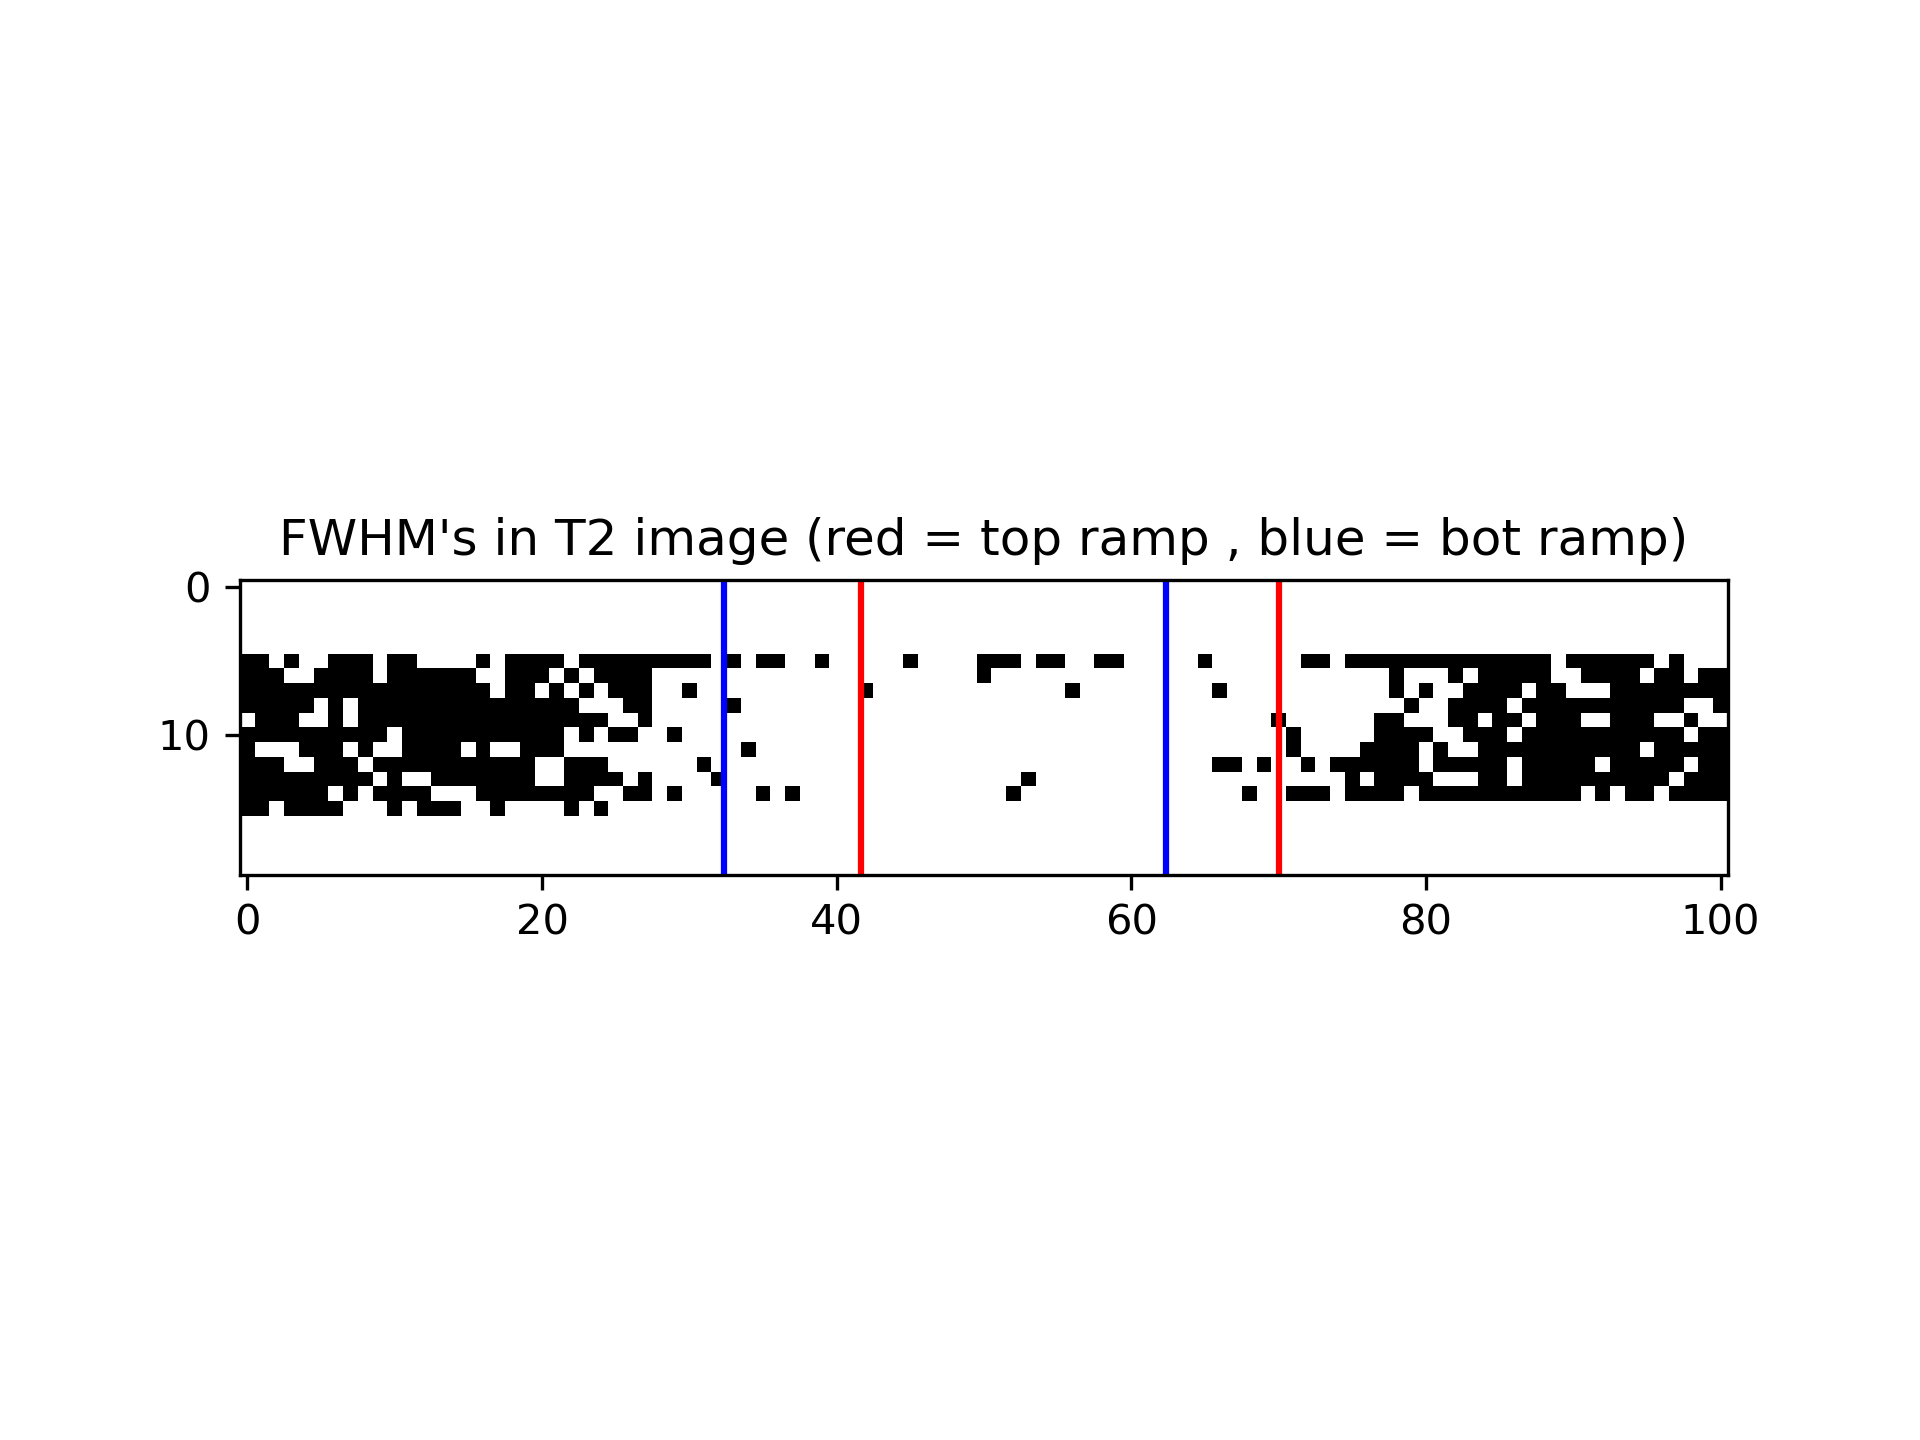 FWHM's in T2 image (red = top ramp , blue = bot ramp)
0
10
0 20 40 60 80 100